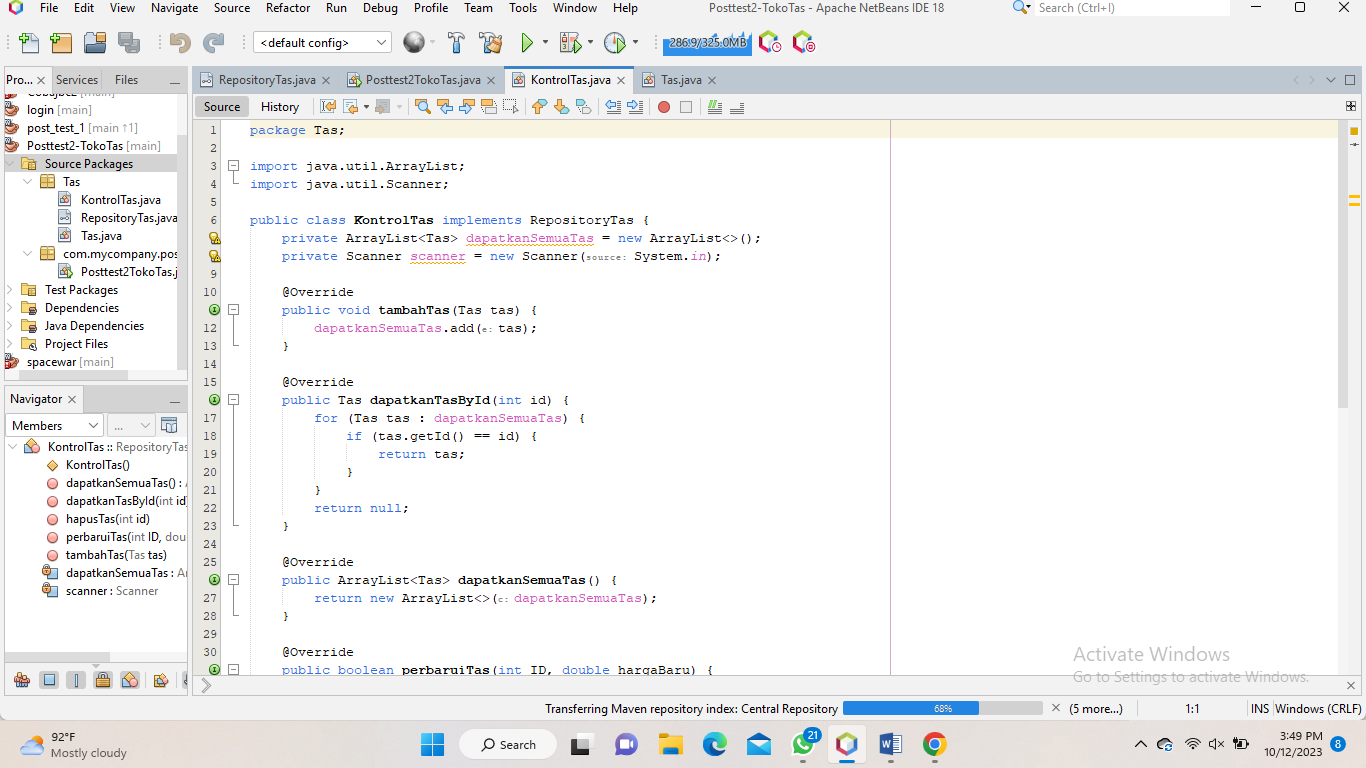 File Edit View Navigate Source Refactor Run Debug Profile Team Tools Window Help
Posttest2-TokoTas - Apache NetBeans IDE 18
Search (Ctrl+I)
<default config>
286.9/325.0MB
Pro... Services Files
login [main]
post_test_1 [main ↑1]
Posttest2-TokoTas [main]
Source Packages
Tas
KontrolTas.java
RepositoryTas.java
Tas.java
com.mycompany.pos
Posttest2TokoTas.j
Test Packages
Dependencies
Java Dependencies
Project Files
spacewar [main]
Navigator
Members ...
KontrolTas :: RepositoryTas
KontrolTas()
dapatkanSemuaTas() : A
dapatkanTasById(int id)
hapusTas(int id)
perbaruiTas(int ID, dou
tambahTas(Tas tas)
dapatkanSemuaTas : A
scanner : Scanner
RepositoryTas.java Posttest2TokoTas.java KontrolTas.java Tas.java
Source History
1 package Tas;
2
3 import java.util.ArrayList;
4 import java.util.Scanner;
5
6 public class KontrolTas implements RepositoryTas {
private ArrayList<Tas> dapatkanSemuaTas = new ArrayList<>();
private Scanner scanner = new Scanner(source: System.in);
9
10 @Override
public void tambahTas(Tas tas) {
12 dapatkanSemuaTas.add(e: tas);
13 }
14
15 @Override
public Tas dapatkanTasById(int id) {
17 for (Tas tas : dapatkanSemuaTas) {
18 if (tas.getId() == id) {
19 return tas;
20 }
21 }
22 return null;
23 }
24
25 @Override
public ArrayList<Tas> dapatkanSemuaTas() {
27 return new ArrayList<>(c: dapatkanSemuaTas);
28 }
29
30 @Override
public boolean perbaruiTas(int ID, double hargaBaru) {
Activate Windows
Go to Settings to activate Windows.
Transferring Maven repository index: Central Repository 68% (5 more...) 1:1 INS Windows (CRLF)
92°F
Mostly cloudy
Search
21
3:49 PM
10/12/2023
8